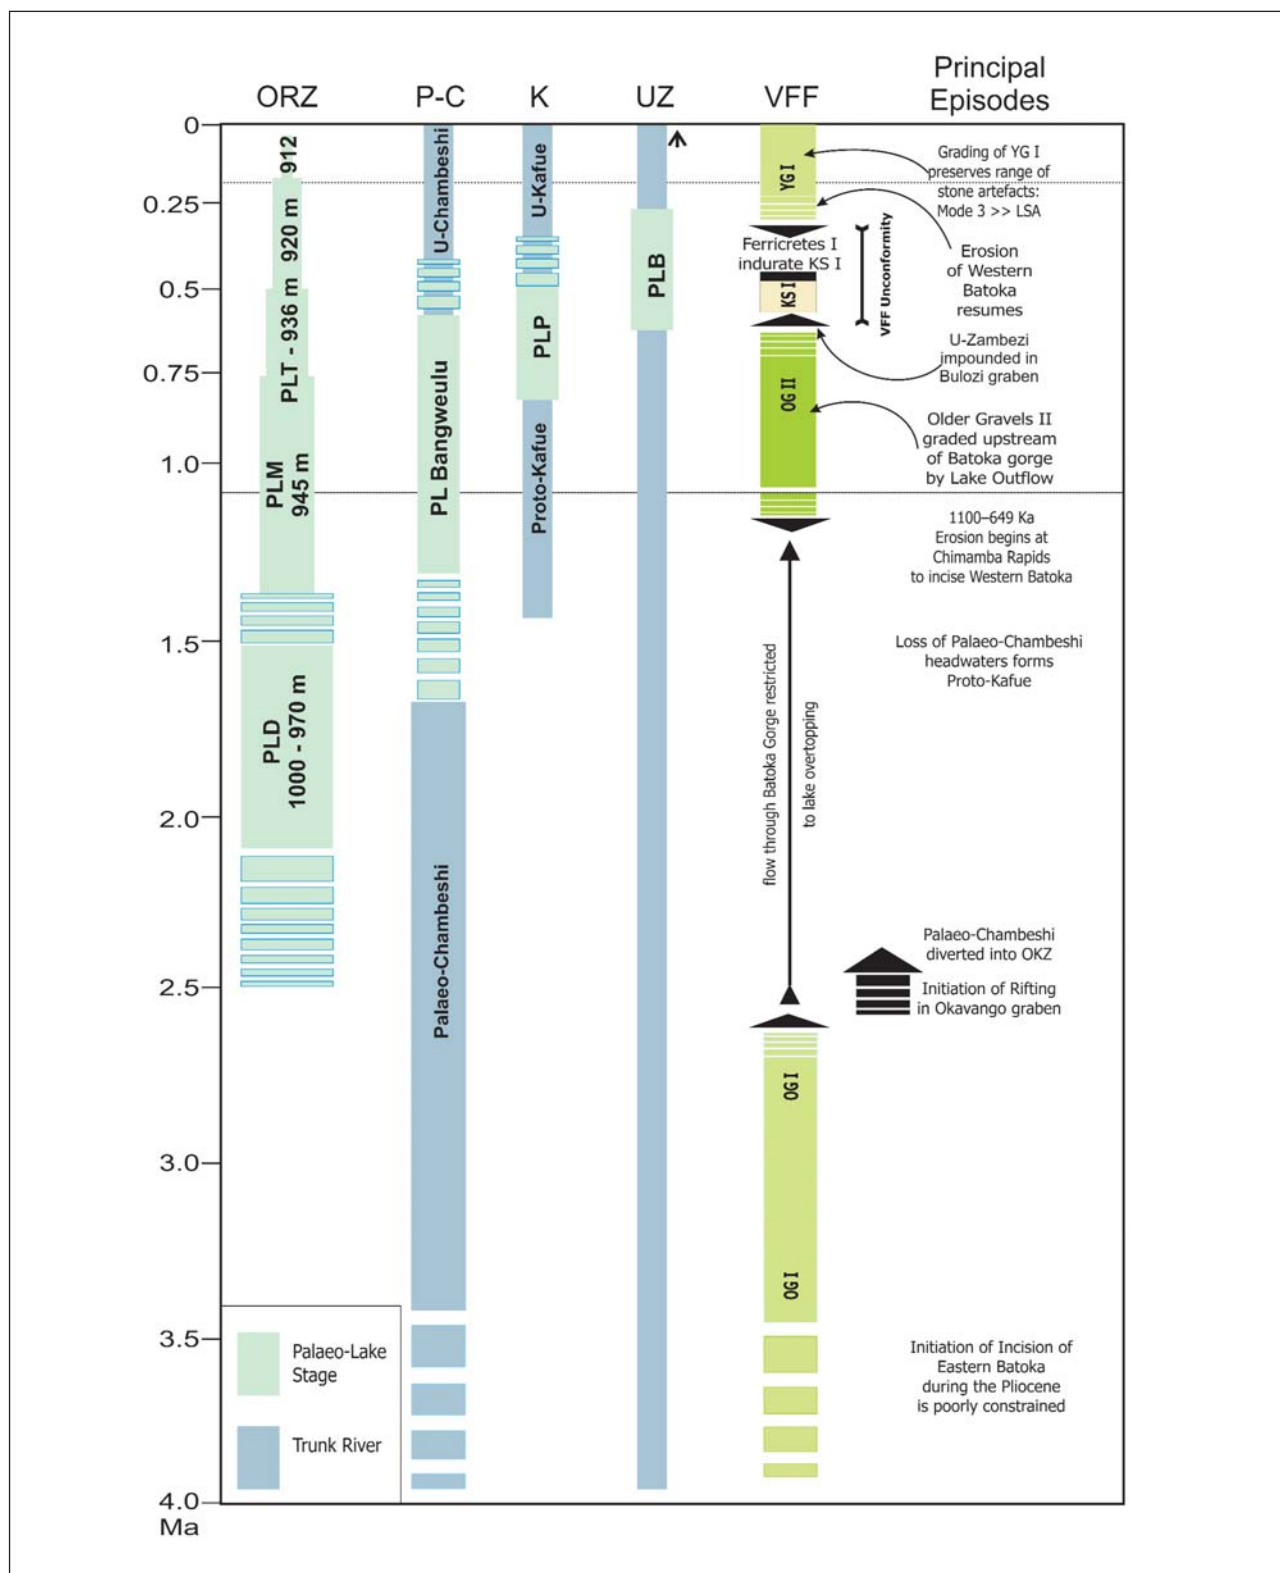 ORZ
P-C
K
UZ
VFF
Principal
Episodes
0
0.25
0.5
0.75
1.0
1.5
2.0
2.5
3.0
3.5
4.0
Ma
912
920 m
PLT - 936 m
PLM
945 m
PLD
1000 - 970 m
U-Chambeshi
PL Bangweulu
Palaeo-Chambeshi
U-Kafue
PLP
Proto-Kafue
PLB
YG I
Ferricretes I
indurate KS I
KS I
VFF Unconformity
OG II
flow through Batoka Gorge restricted
to lake overtopping
OG I
OG I
Grading of YG I
preserves range of
stone artefacts:
Mode 3 >> LSA
Erosion
of Western
Batoka
resumes
U-Zambezi
impounded in
Bulozi graben
Older Gravels II
graded upstream
of Batoka gorge
by Lake Outflow
1100–649 Ka
Erosion begins at
Chimamba Rapids
to incise Western Batoka
Loss of Palaeo-Chambeshi
headwaters forms
Proto-Kafue
Palaeo-Chambeshi
diverted into OKZ
Initiation of Rifting
in Okavango graben
Initiation of Incision of
Eastern Batoka
during the Pliocene
is poorly constrained
Palaeo-Lake
Stage
Trunk River